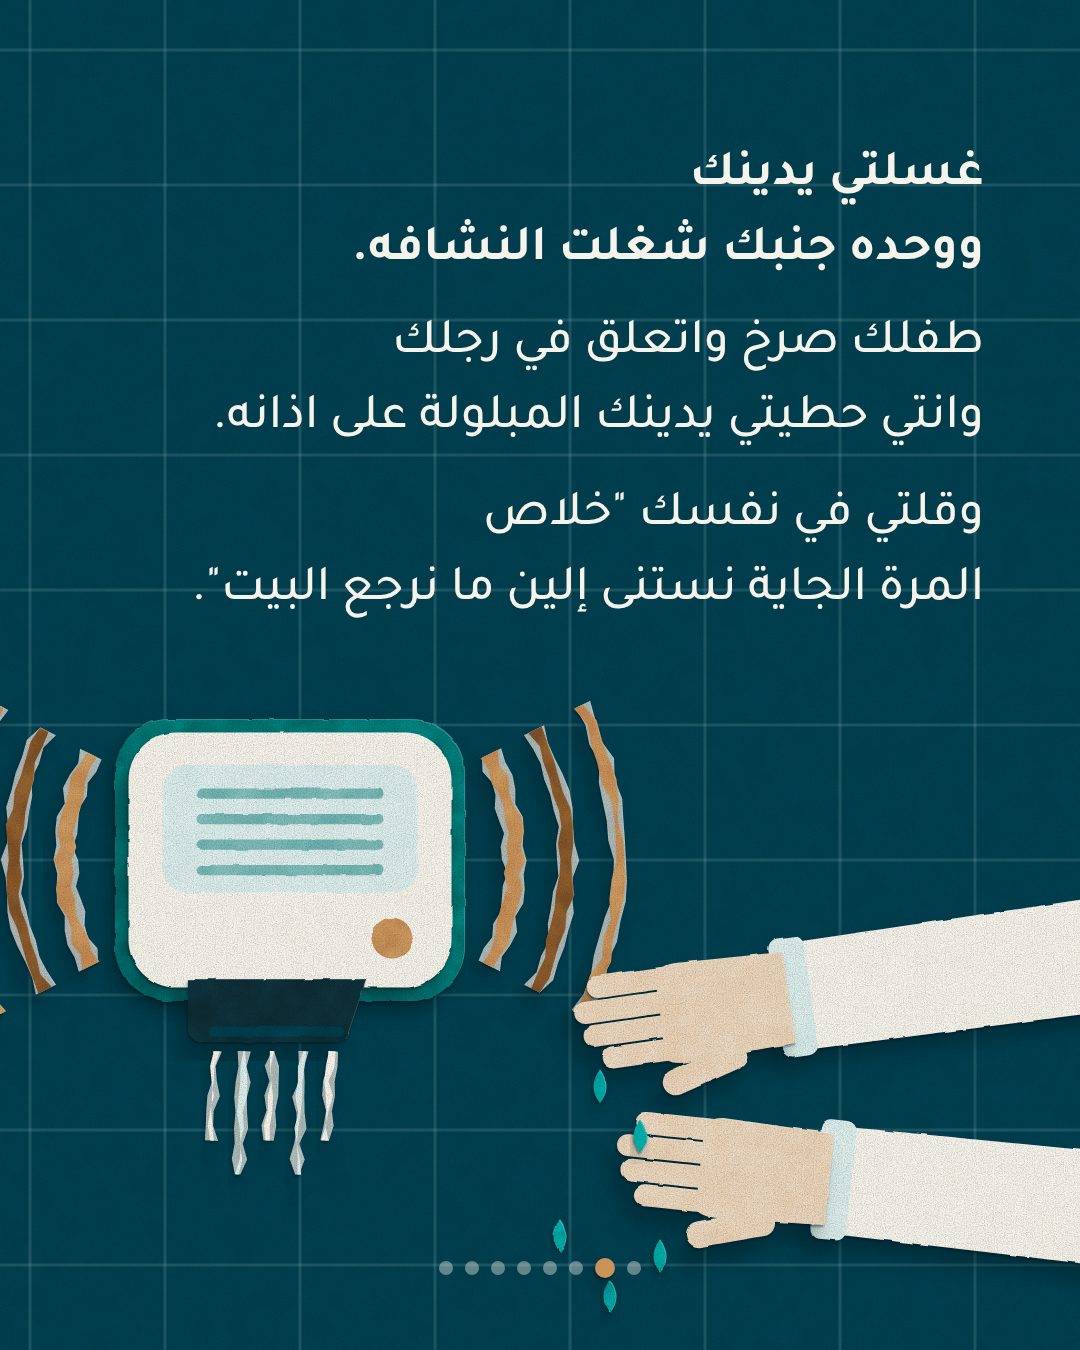 غسلتي يدينك
ووحده جنبك شغلت النشافه.
طفلك صرخ واتعلق في رجلك
وانتي حطيتي يدينك المبلولة على اذانه.
وقلتي في نفسك "خلاص
المرة الجاية نستنى إلين ما نرجع البيت".